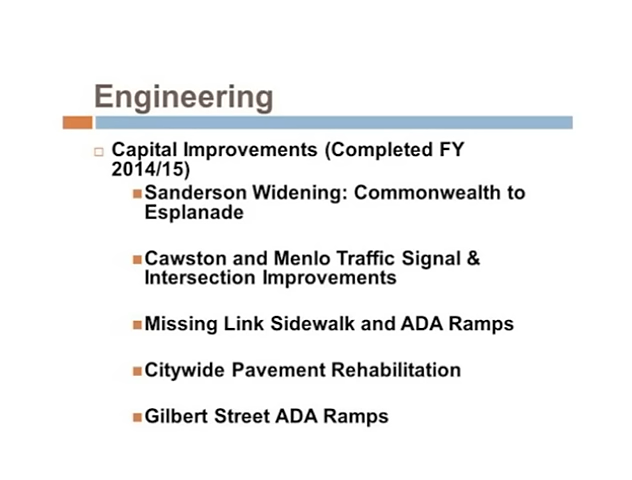 Engineering
Capital Improvements (Completed FY
2014/15)
Sanderson Widening: Commonwealth to
Esplanade
Cawston and Menlo Traffic Signal &
Intersection Improvements
Missing Link Sidewalk and ADA Ramps
Citywide Pavement Rehabilitation
Gilbert Street ADA Ramps